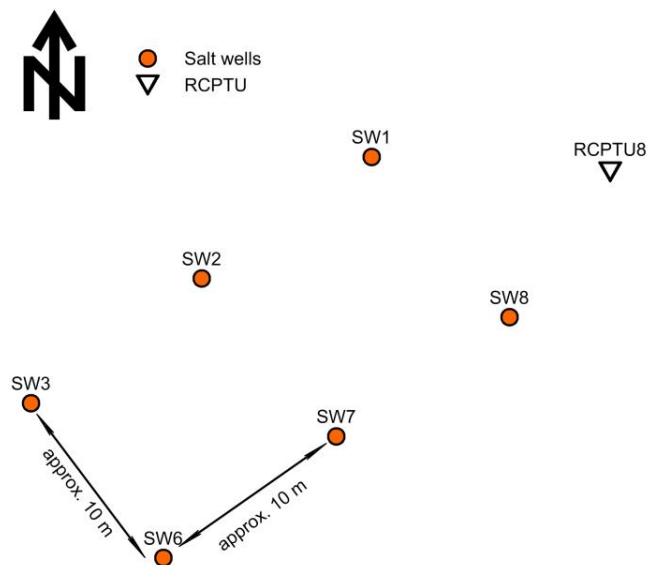 N
Salt wells
RCPTU
SW1
RCPTU8
SW2
SW8
SW3
SW7
approx. 10 m
approx. 10 m
SW6